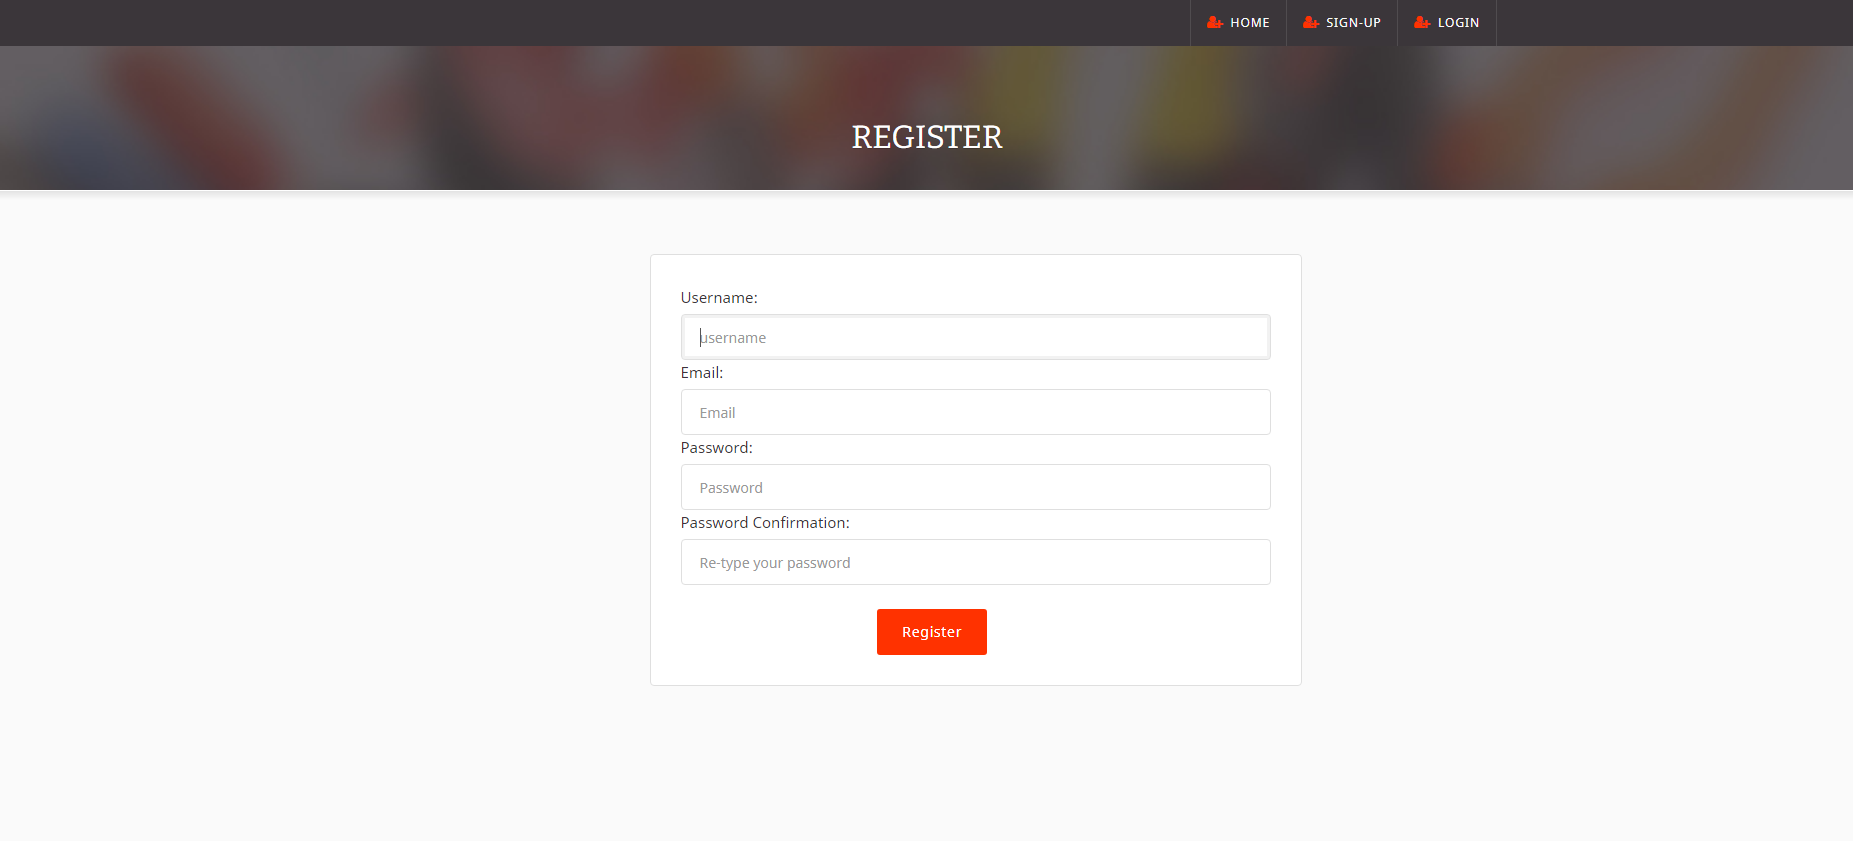 HOME SIGN-UP LOGIN
REGISTER
Username:
username
Email:
Email
Password:
Password
Password Confirmation:
Re-type your password
Register